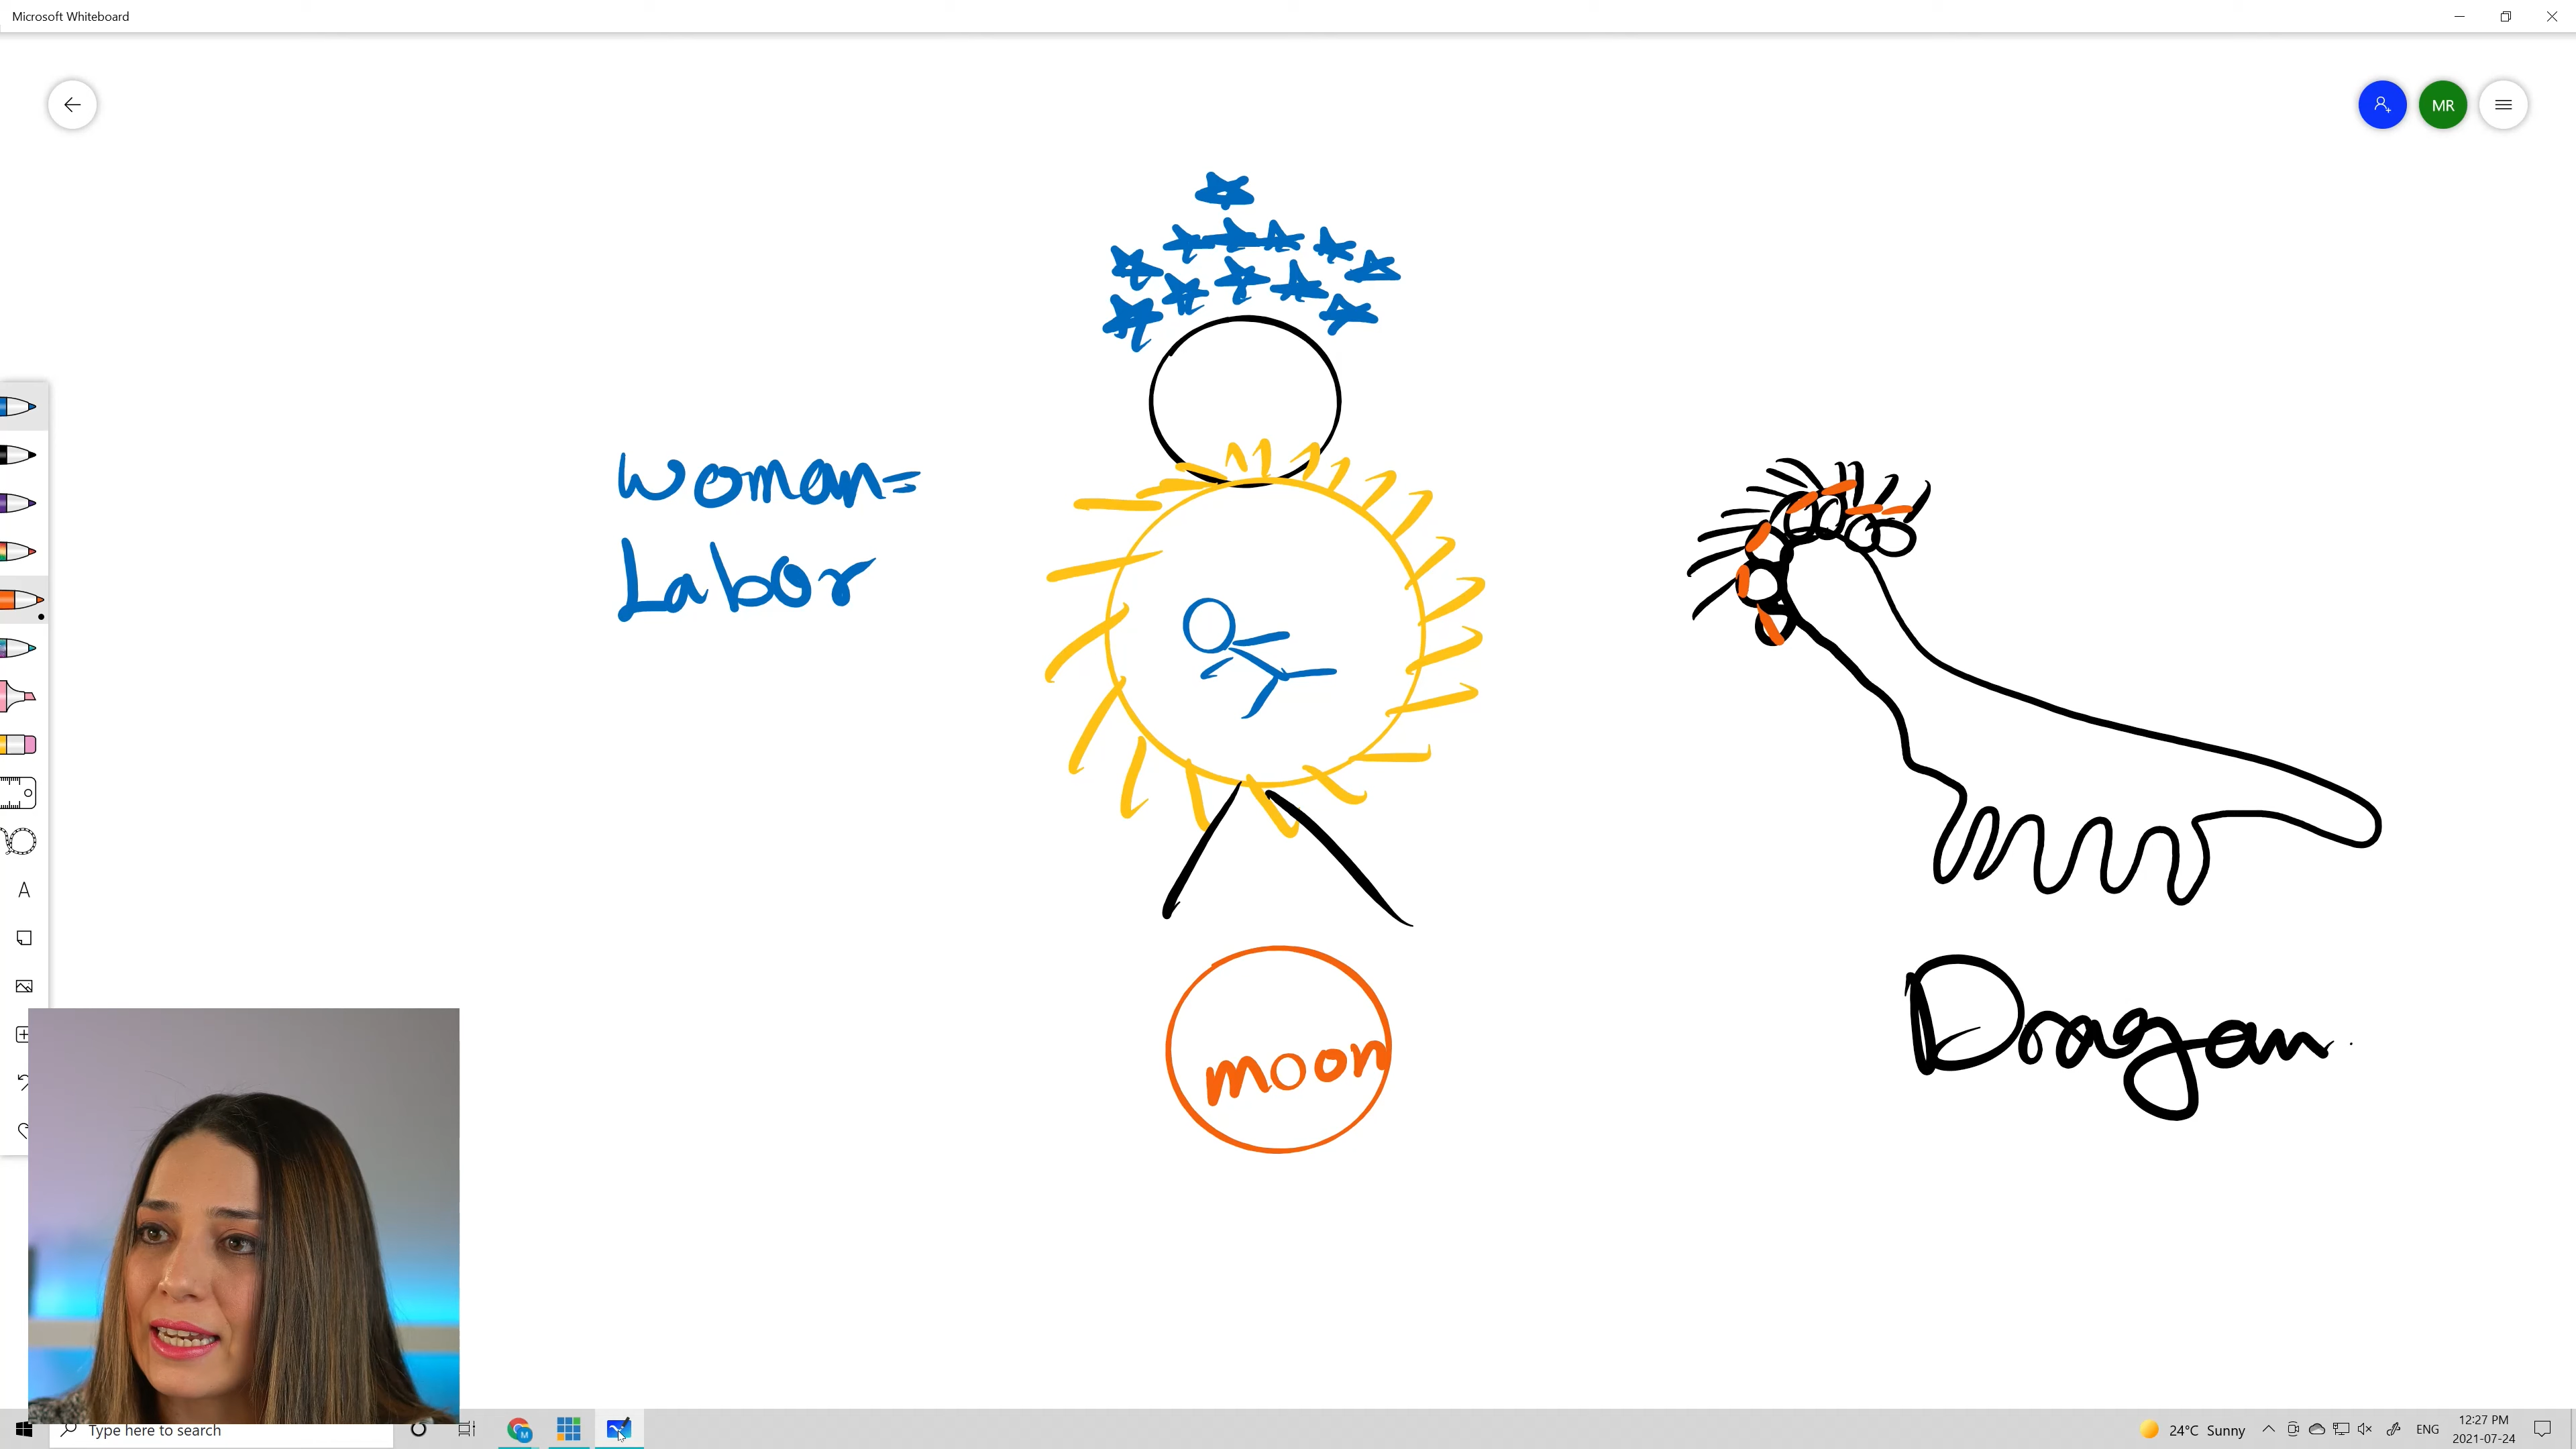 Microsoft Whiteboard
MR
woman=
Labor
moon
Dragon
A
Type here to search
M
24°C Sunny
ENG
12:27 PM
2021-07-24